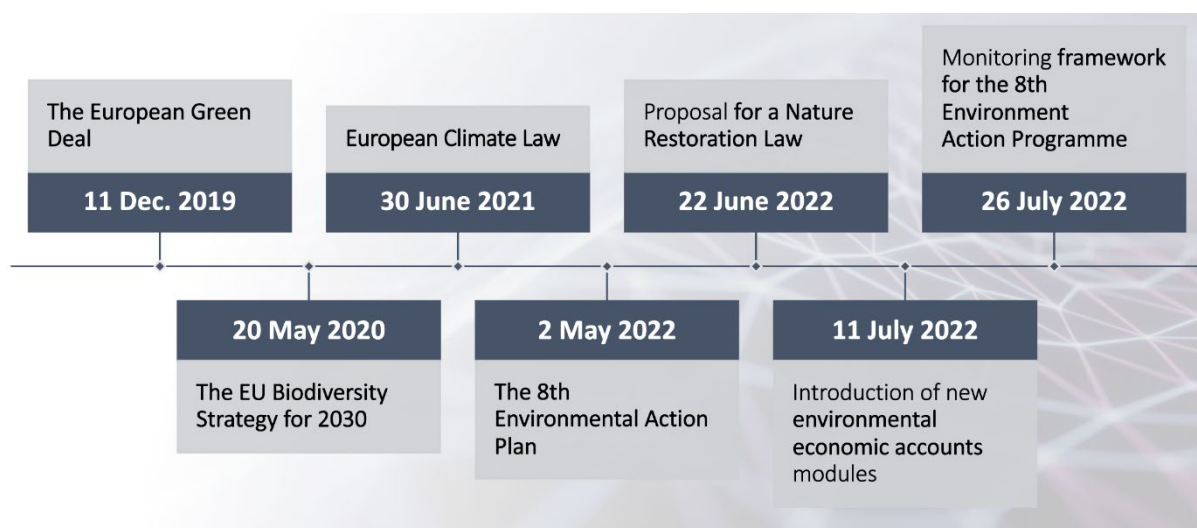 The European Green
Deal
11 Dec. 2019
20 May 2020
The EU Biodiversity
Strategy for 2030
European Climate Law
30 June 2021
2 May 2022
The 8th
Environmental Action
Plan
Proposal for a Nature
Restoration Law
22 June 2022
11 July 2022
Introduction of new
environmental
economic accounts
modules
Monitoring framework
for the 8th
Environment
Action Programme
26 July 2022